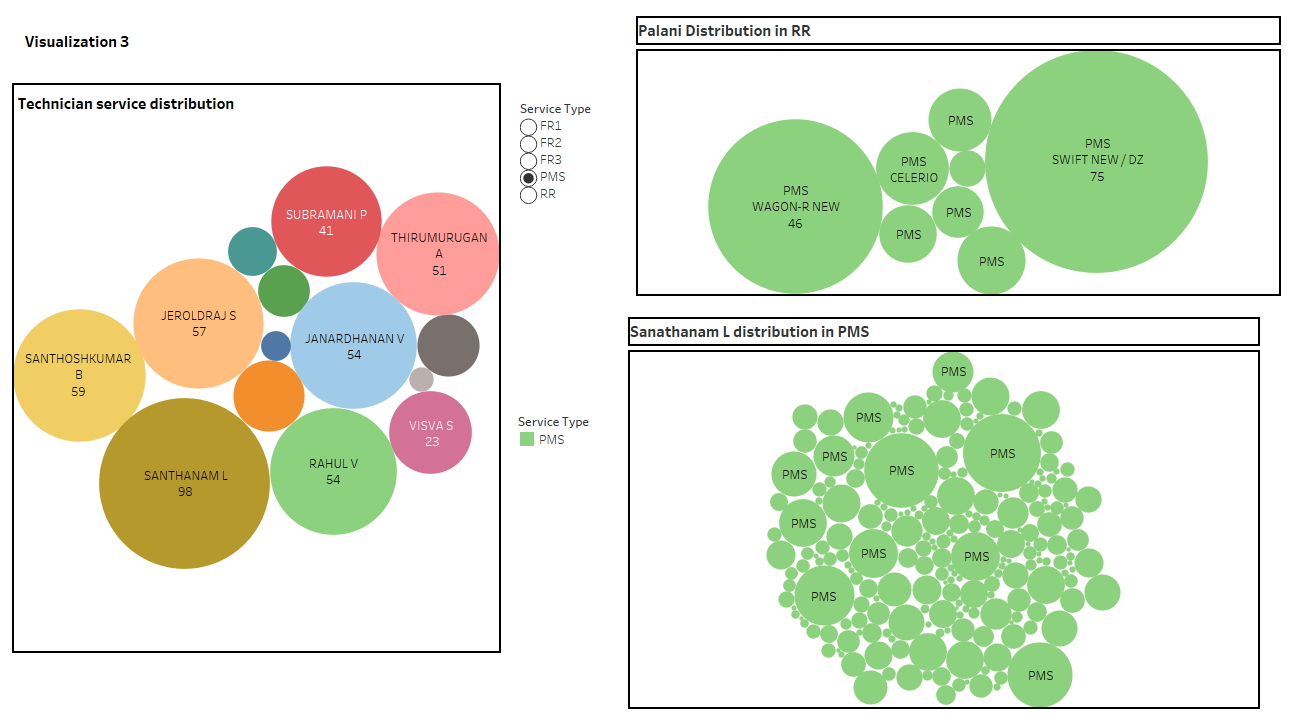 Visualization 3
Technician service distribution
SUBRAMANI P
41
THIRUMURUGAN
A
51
JEROLDRAJ S
57
JANARDHANAN V
54
SANTHOSHKUMAR
B
59
VISVA S
23
RAHUL V
54
SANTHANAM L
98
Service Type
FR1
FR2
FR3
PMS
RR
Service Type
PMS
Palani Distribution in RR
PMS
PMS
SWIFT NEW / DZ
75
PMS
CELERIO
PMS
WAGON-R NEW
46
PMS
PMS
PMS
Sanathanam L distribution in PMS
PMS
PMS
PMS
PMS
PMS
PMS
PMS
PMS
PMS
PMS
PMS